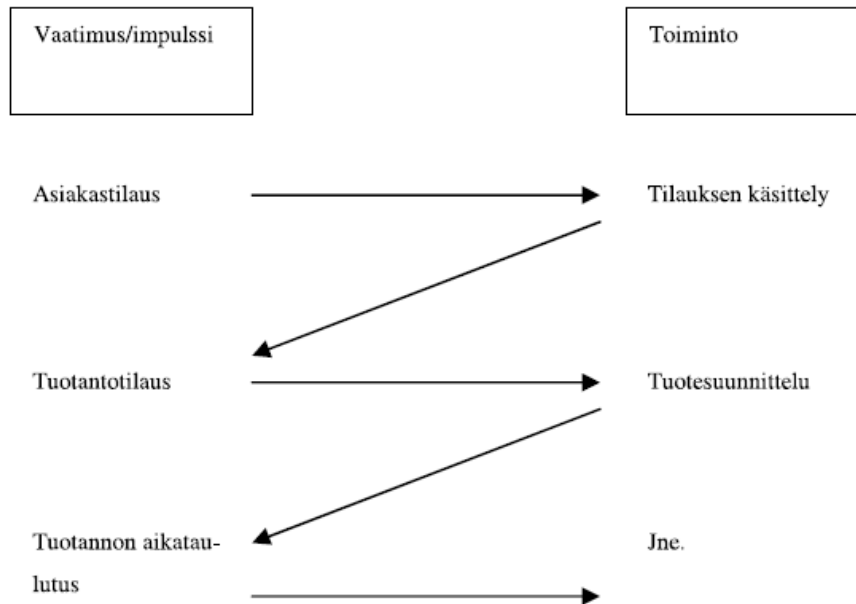 Vaatimus/impulssi
Toiminto
Asiakastilaus
Tilauksen käsittely
Tuotantotilaus
Tuotesuunnittelu
Tuotannon aikatau-
lutus
Jne.